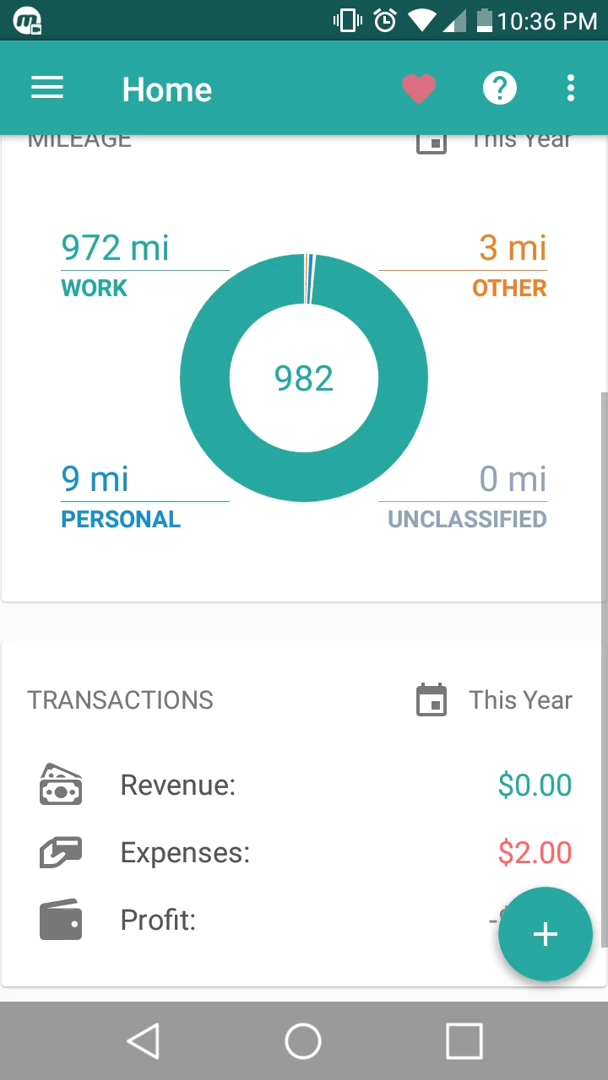 10:36 PM
Home
MILEAGE This Year
972 mi 3 mi
WORK OTHER
982
9 mi 0 mi
PERSONAL UNCLASSIFIED
TRANSACTIONS This Year
Revenue: $0.00
Expenses: $2.00
Profit:
+